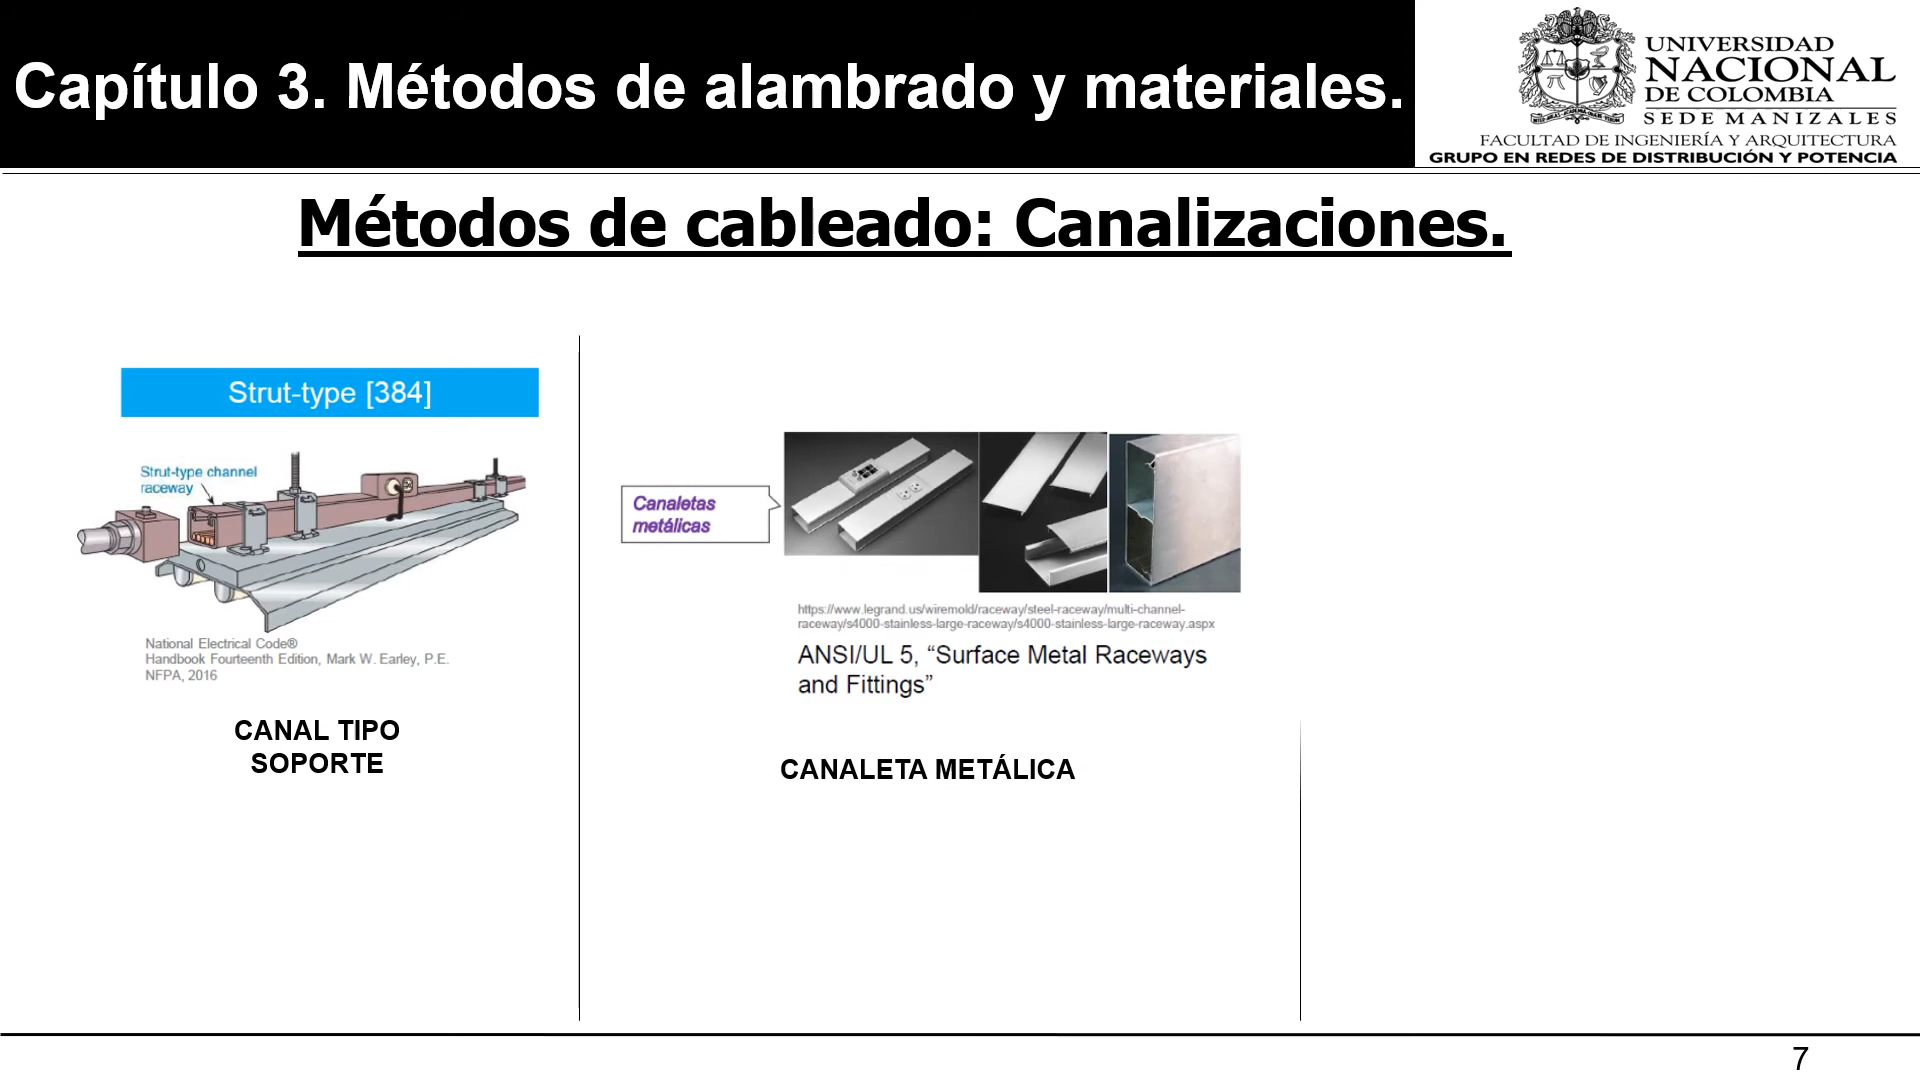 Capítulo 3. Métodos de alambrado y materiales.
UNIVERSIDAD
NACIONAL
DE COLOMBIA
SEDE MANIZALES
FACULTAD DE INGENIERÍA Y ARQUITECTURA
GRUPO EN REDES DE DISTRIBUCIÓN Y POTENCIA
Métodos de cableado: Canalizaciones.
Strut-type [384]
Strut-type channel
raceway
National Electrical Code®
Handbook Fourteenth Edition, Mark W. Earley, P.E.
NFPA, 2016
CANAL TIPO
SOPORTE
Canaletas
metálicas
https://www.legrand.us/wiremold/raceway/steel-raceway/multi-channel-
raceway/s4000-stainless-large-raceway/s4000-stainless-large-raceway.aspx
ANSI/UL 5, “Surface Metal Raceways
and Fittings”
CANALETA METÁLICA
7